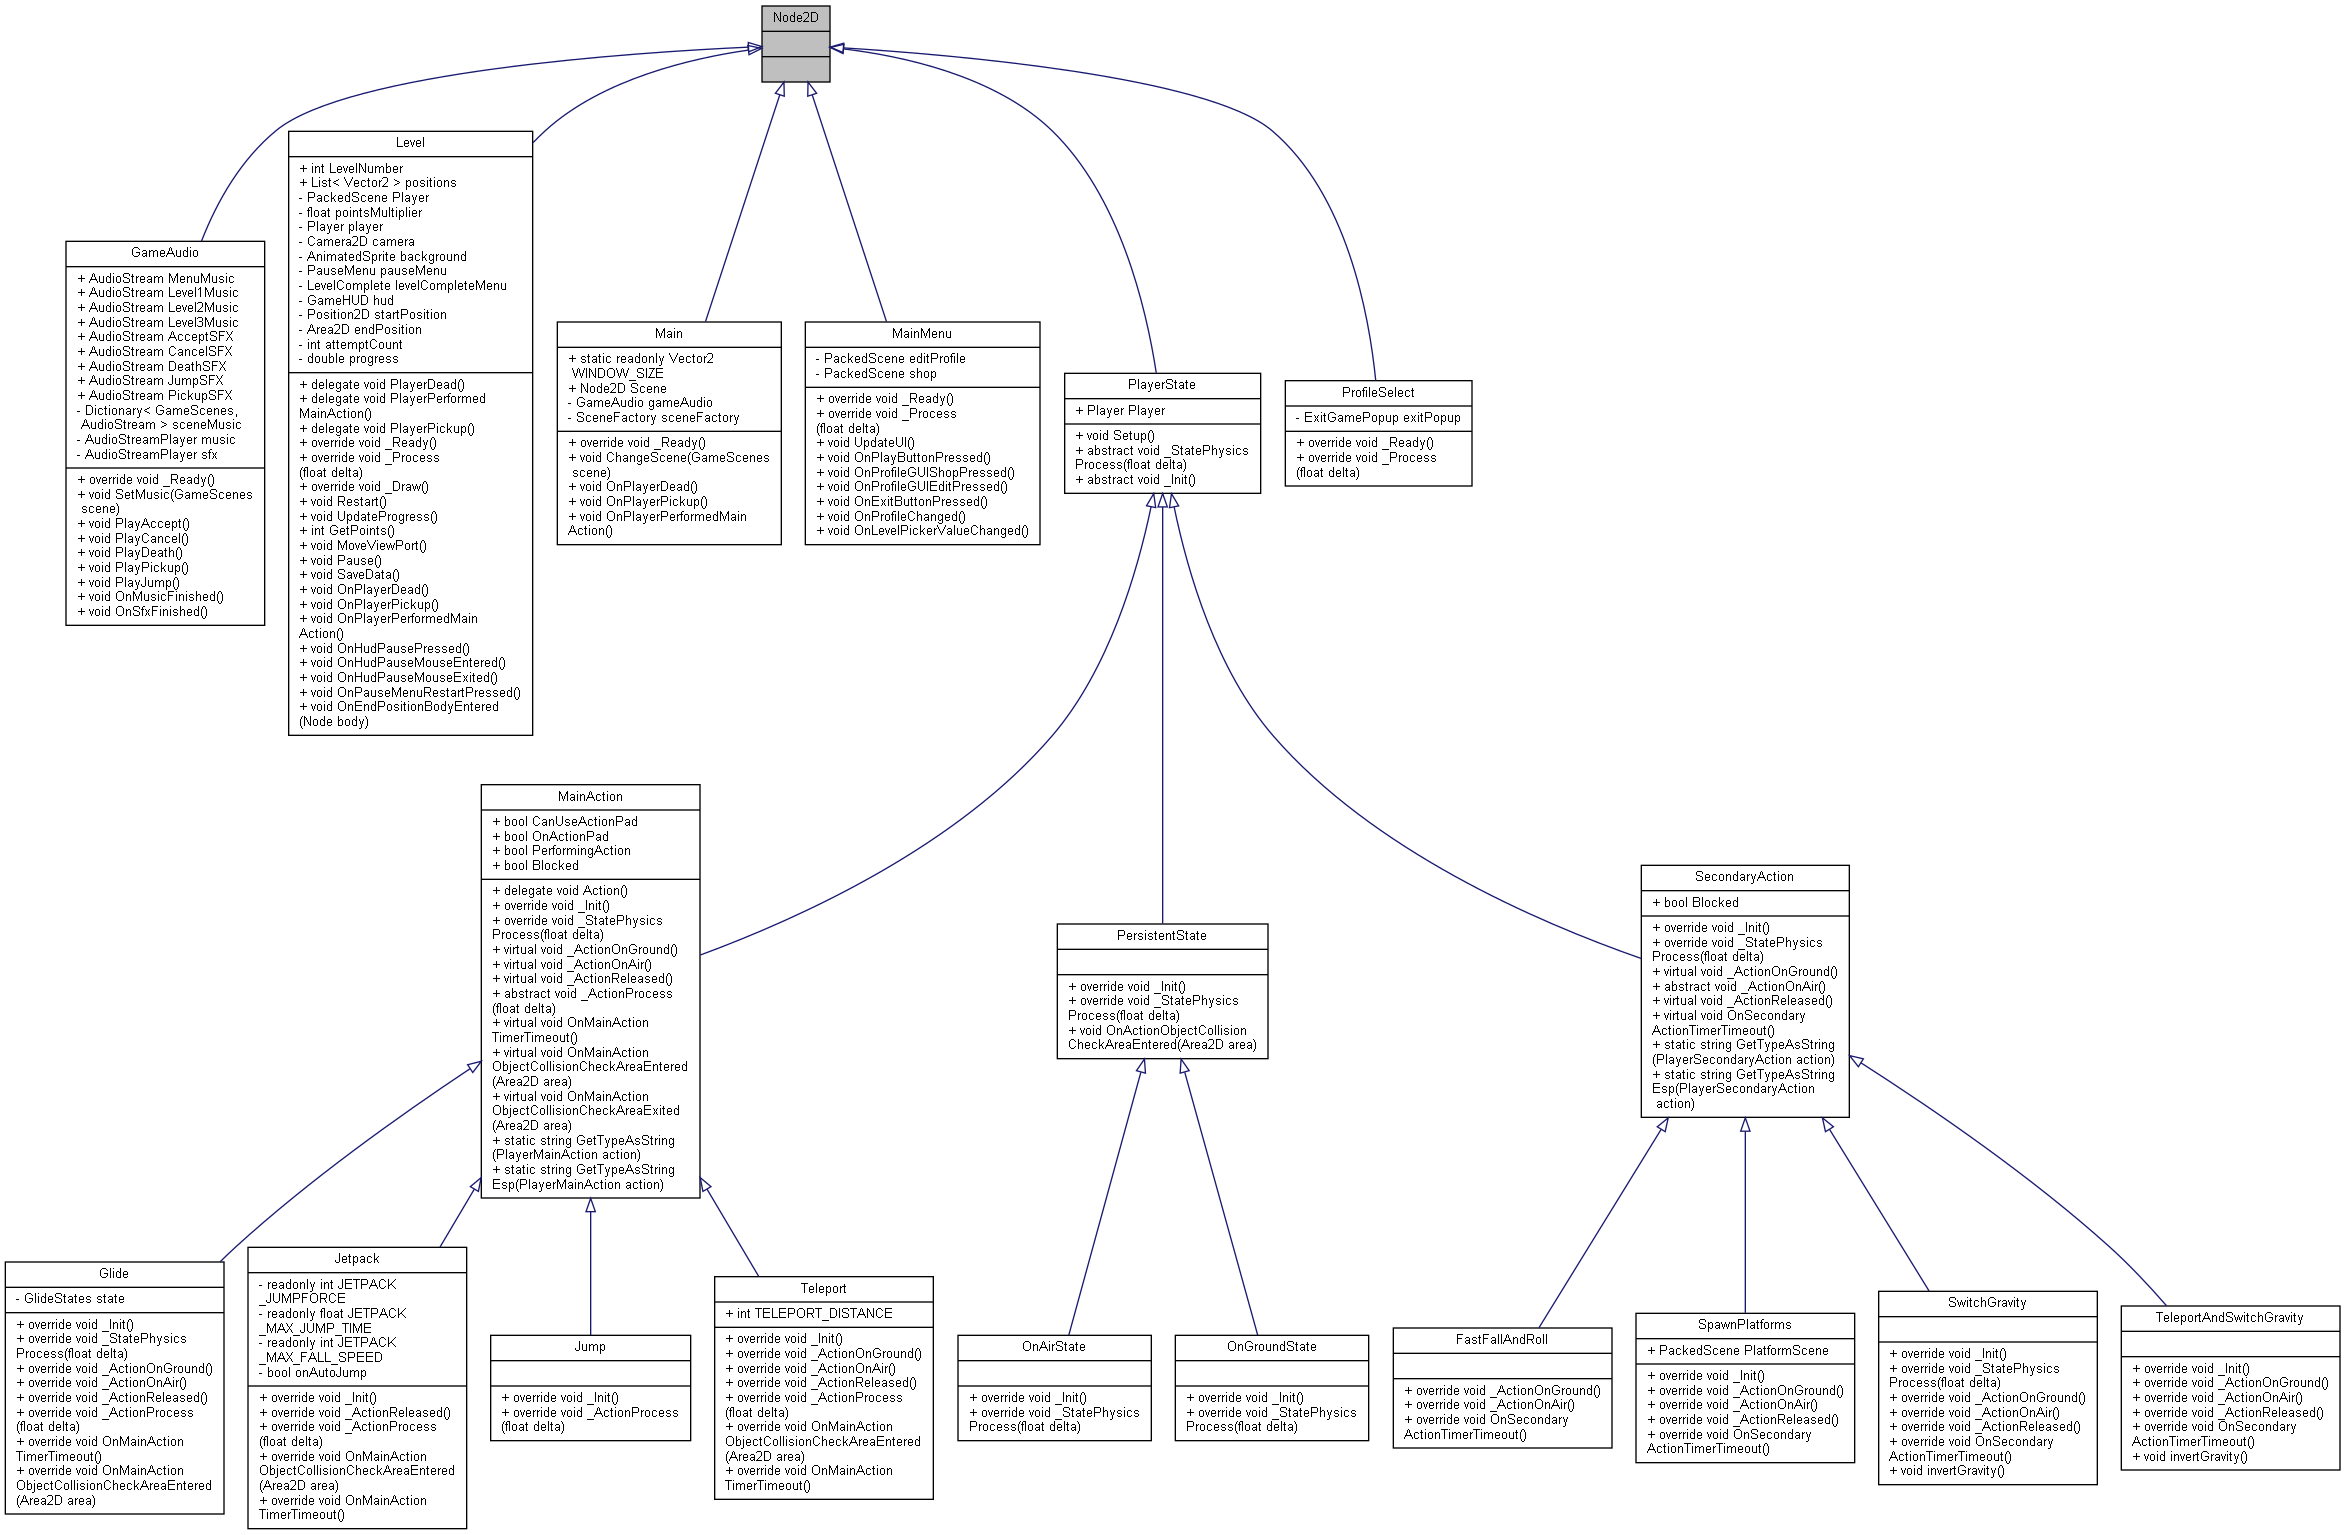 Node2D
GameAudio
+ AudioStream MenuMusic
+ AudioStream Level1Music
+ AudioStream Level2Music
+ AudioStream Level3Music
+ AudioStream AcceptSFX
+ AudioStream CancelSFX
+ AudioStream DeathSFX
+ AudioStream JumpSFX
+ AudioStream PickupSFX
- Dictionary< GameScenes,
AudioStream > sceneMusic
- AudioStreamPlayer music
- AudioStreamPlayer sfx
+ override void _Ready()
+ void SetMusic(GameScenes
scene)
+ void PlayAccept()
+ void PlayCancel()
+ void PlayDeath()
+ void PlayPickup()
+ void PlayJump()
+ void OnMusicFinished()
+ void OnSfxFinished()
Level
+ int LevelNumber
+ List< Vector2 > positions
- PackedScene Player
- float pointsMultiplier
- Player player
- Camera2D camera
- AnimatedSprite background
- PauseMenu pauseMenu
- LevelComplete levelCompleteMenu
- GameHUD hud
- Position2D startPosition
- Area2D endPosition
- int attemptCount
- double progress
+ delegate void PlayerDead()
+ delegate void PlayerPerformed
MainAction()
+ delegate void PlayerPickup()
+ override void _Ready()
+ override void _Process
(float delta)
+ override void _Draw()
+ void Restart()
+ void UpdateProgress()
+ int GetPoints()
+ void MoveViewPort()
+ void Pause()
+ void SaveData()
+ void OnPlayerDead()
+ void OnPlayerPickup()
+ void OnPlayerPerformedMain
Action()
+ void OnHudPausePressed()
+ void OnHudPauseMouseEntered()
+ void OnHudPauseMouseExited()
+ void OnPauseMenuRestartPressed()
+ void OnEndPositionBodyEntered
(Node body)
Main
+ static readonly Vector2
WINDOW_SIZE
+ Node2D Scene
- GameAudio gameAudio
- SceneFactory sceneFactory
+ override void _Ready()
+ void ChangeScene(GameScenes
scene)
+ void OnPlayerDead()
+ void OnPlayerPickup()
+ void OnPlayerPerformedMain
Action()
MainMenu
- PackedScene editProfile
- PackedScene shop
+ override void _Ready()
+ override void _Process
(float delta)
+ void UpdateUI()
+ void OnPlayButtonPressed()
+ void OnProfileGUIShopPressed()
+ void OnProfileGUIEditPressed()
+ void OnExitButtonPressed()
+ void OnProfileChanged()
+ void OnLevelPickerValueChanged()
PlayerState
+ Player Player
+ void Setup()
+ abstract void _StatePhysics
Process(float delta)
+ abstract void _Init()
ProfileSelect
- ExitGamePopup exitPopup
+ override void _Ready()
+ override void _Process
(float delta)
MainAction
+ bool CanUseActionPad
+ bool OnActionPad
+ bool PerformingAction
+ bool Blocked
+ delegate void Action()
+ override void _Init()
+ override void _StatePhysics
Process(float delta)
+ virtual void _ActionOnGround()
+ virtual void _ActionOnAir()
+ virtual void _ActionReleased()
+ abstract void _ActionProcess
(float delta)
+ virtual void OnMainAction
TimerTimeout()
+ virtual void OnMainAction
ObjectCollisionCheckAreaEntered
(Area2D area)
+ virtual void OnMainAction
ObjectCollisionCheckAreaExited
(Area2D area)
+ static string GetTypeAsString
(PlayerMainAction action)
+ static string GetTypeAsString
Esp(PlayerMainAction action)
PersistentState
+ override void _Init()
+ override void _StatePhysics
Process(float delta)
+ void OnActionObjectCollision
CheckAreaEntered(Area2D area)
SecondaryAction
+ bool Blocked
+ override void _Init()
+ override void _StatePhysics
Process(float delta)
+ virtual void _ActionOnGround()
+ abstract void _ActionOnAir()
+ virtual void _ActionReleased()
+ virtual void OnSecondary
ActionTimerTimeout()
+ static string GetTypeAsString
(PlayerSecondaryAction action)
+ static string GetTypeAsString
Esp(PlayerSecondaryAction
action)
Glide
- GlideStates state
+ override void _Init()
+ override void _StatePhysics
Process(float delta)
+ override void _ActionOnGround()
+ override void _ActionOnAir()
+ override void _ActionReleased()
+ override void _ActionProcess
(float delta)
+ override void OnMainAction
TimerTimeout()
+ override void OnMainAction
ObjectCollisionCheckAreaEntered
(Area2D area)
Jetpack
- readonly int JETPACK
_JUMPFORCE
- readonly float JETPACK
_MAX_JUMP_TIME
- readonly int JETPACK
_MAX_FALL_SPEED
- bool onAutoJump
+ override void _Init()
+ override void _ActionReleased()
+ override void _ActionProcess
(float delta)
+ override void OnMainAction
ObjectCollisionCheckAreaEntered
(Area2D area)
+ override void OnMainAction
TimerTimeout()
Jump
+ override void _Init()
+ override void _ActionProcess
(float delta)
Teleport
+ int TELEPORT_DISTANCE
+ override void _Init()
+ override void _ActionOnGround()
+ override void _ActionOnAir()
+ override void _ActionReleased()
+ override void _ActionProcess
(float delta)
+ override void OnMainAction
ObjectCollisionCheckAreaEntered
(Area2D area)
+ override void OnMainAction
TimerTimeout()
OnAirState
+ override void _Init()
+ override void _StatePhysics
Process(float delta)
OnGroundState
+ override void _Init()
+ override void _StatePhysics
Process(float delta)
FastFallAndRoll
+ override void _ActionOnGround()
+ override void _ActionOnAir()
+ override void OnSecondary
ActionTimerTimeout()
SpawnPlatforms
+ PackedScene PlatformScene
+ override void _Init()
+ override void _ActionOnGround()
+ override void _ActionOnAir()
+ override void _ActionReleased()
+ override void OnSecondary
ActionTimerTimeout()
SwitchGravity
+ override void _Init()
+ override void _StatePhysics
Process(float delta)
+ override void _ActionOnGround()
+ override void _ActionOnAir()
+ override void _ActionReleased()
+ override void OnSecondary
ActionTimerTimeout()
+ void invertGravity()
TeleportAndSwitchGravity
+ override void _Init()
+ override void _ActionOnGround()
+ override void _ActionOnAir()
+ override void _ActionReleased()
+ override void OnSecondary
ActionTimerTimeout()
+ void invertGravity()